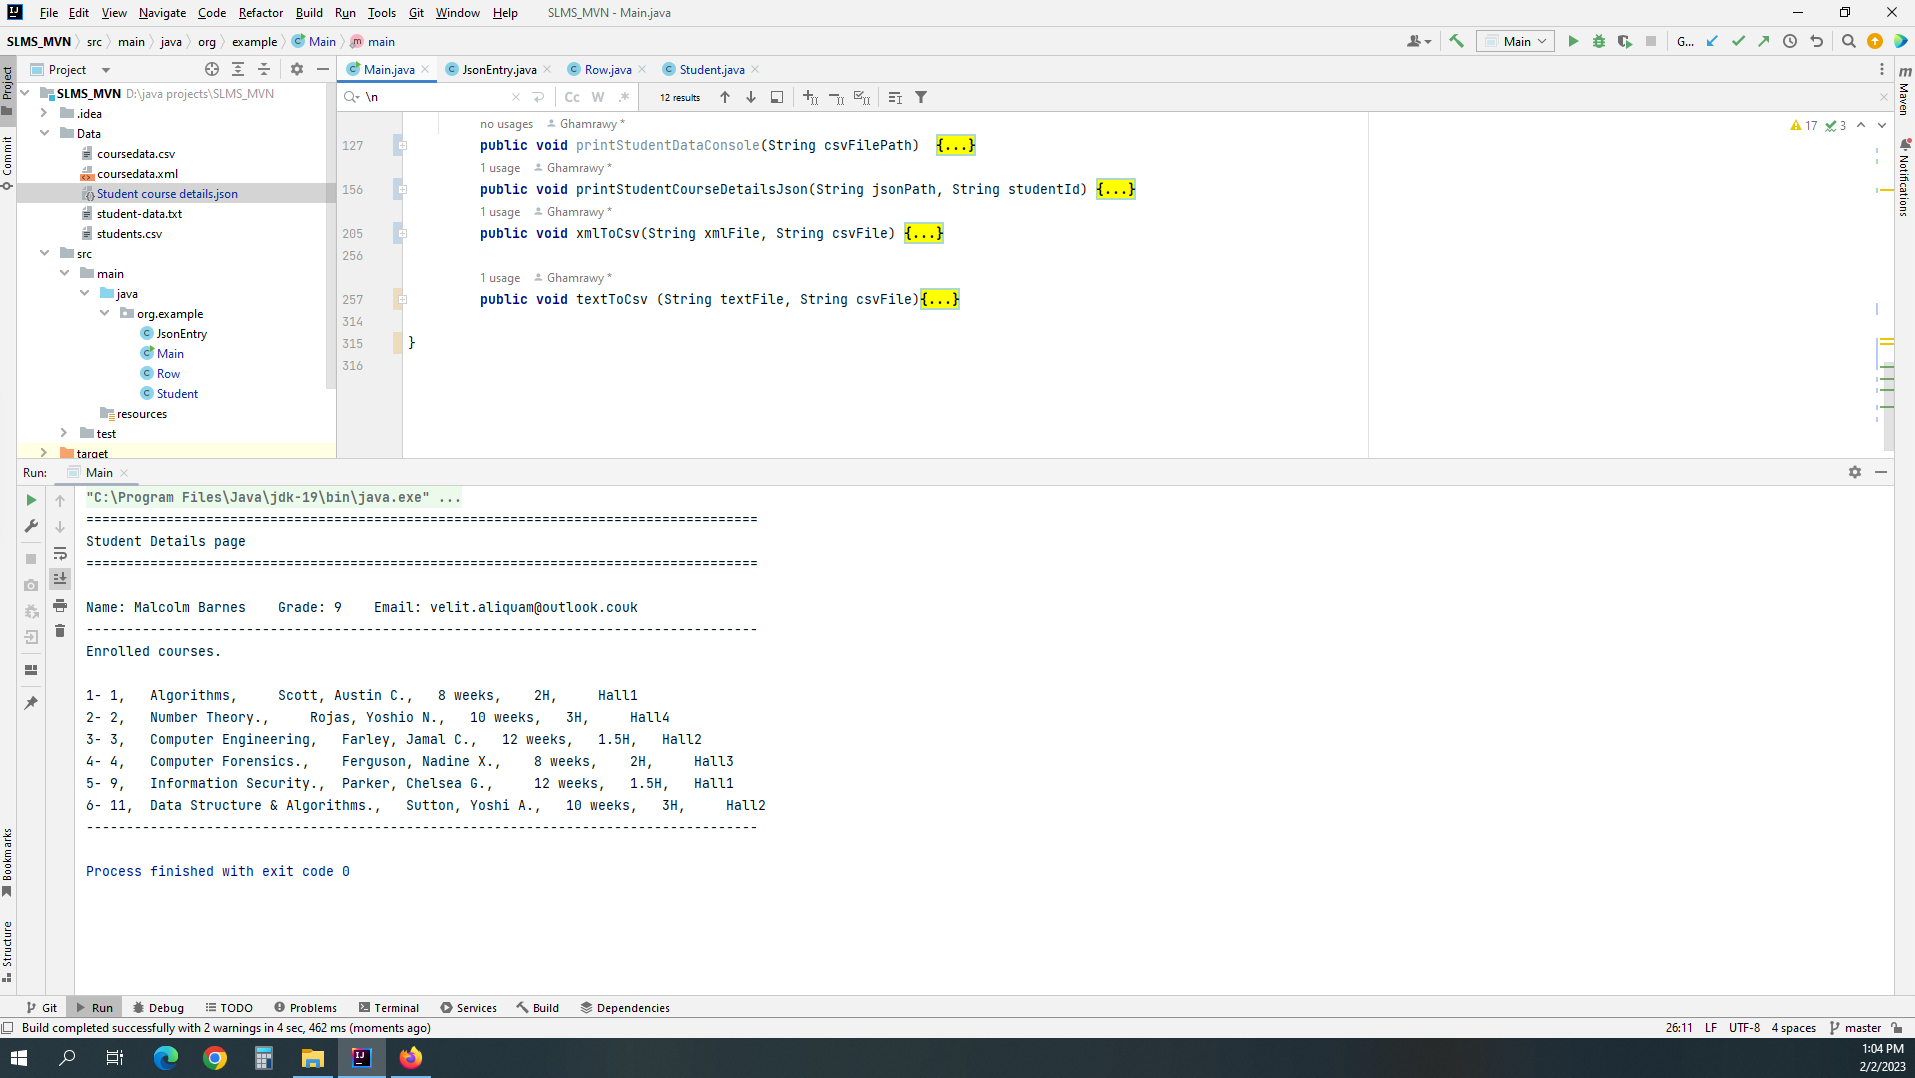 File Edit View Navigate Code Refactor Build Run Tools Git Window Help SLMS_MVN - Main.java
SLMS_MVN src main java org example Main main
Main G...
Project
Main.java JsonEntry.java Row.java Student.java
\n Cc W .* 12 results
SLMS_MVN D:\java projects\SLMS_MVN
.idea
Data
coursedata.csv
coursedata.xml
Student course details.json
student-data.txt
students.csv
src
main
java
org.example
JsonEntry
Main
Row
Student
resources
test
target
no usages Ghamrawy *
17 3
127 public void printStudentDataConsole(String csvFilePath) {...}
1 usage Ghamrawy *
156 public void printStudentCourseDetailsJson(String jsonPath, String studentId) {...}
1 usage Ghamrawy *
205 public void xmlToCsv(String xmlFile, String csvFile) {...}
256
1 usage Ghamrawy *
257 public void textToCsv (String textFile, String csvFile){...}
314
315 }
316
Project
Commit
Bookmarks
Structure
Maven
Notifications
Run: Main
"C:\Program Files\Java\jdk-19\bin\java.exe" ...
====================================================================================
Student Details page
====================================================================================
Name: Malcolm Barnes Grade: 9 Email: velit.aliquam@outlook.couk
------------------------------------------------------------------------------------
Enrolled courses.
1- 1, Algorithms, Scott, Austin C., 8 weeks, 2H, Hall1
2- 2, Number Theory., Rojas, Yoshio N., 10 weeks, 3H, Hall4
3- 3, Computer Engineering, Farley, Jamal C., 12 weeks, 1.5H, Hall2
4- 4, Computer Forensics., Ferguson, Nadine X., 8 weeks, 2H, Hall3
5- 9, Information Security., Parker, Chelsea G., 12 weeks, 1.5H, Hall1
6- 11, Data Structure & Algorithms., Sutton, Yoshi A., 10 weeks, 3H, Hall2
------------------------------------------------------------------------------------
Process finished with exit code 0
Git Run Debug TODO Problems Terminal Services Build Dependencies
Build completed successfully with 2 warnings in 4 sec, 462 ms (moments ago)
26:11 LF UTF-8 4 spaces master
1:04 PM
2/2/2023